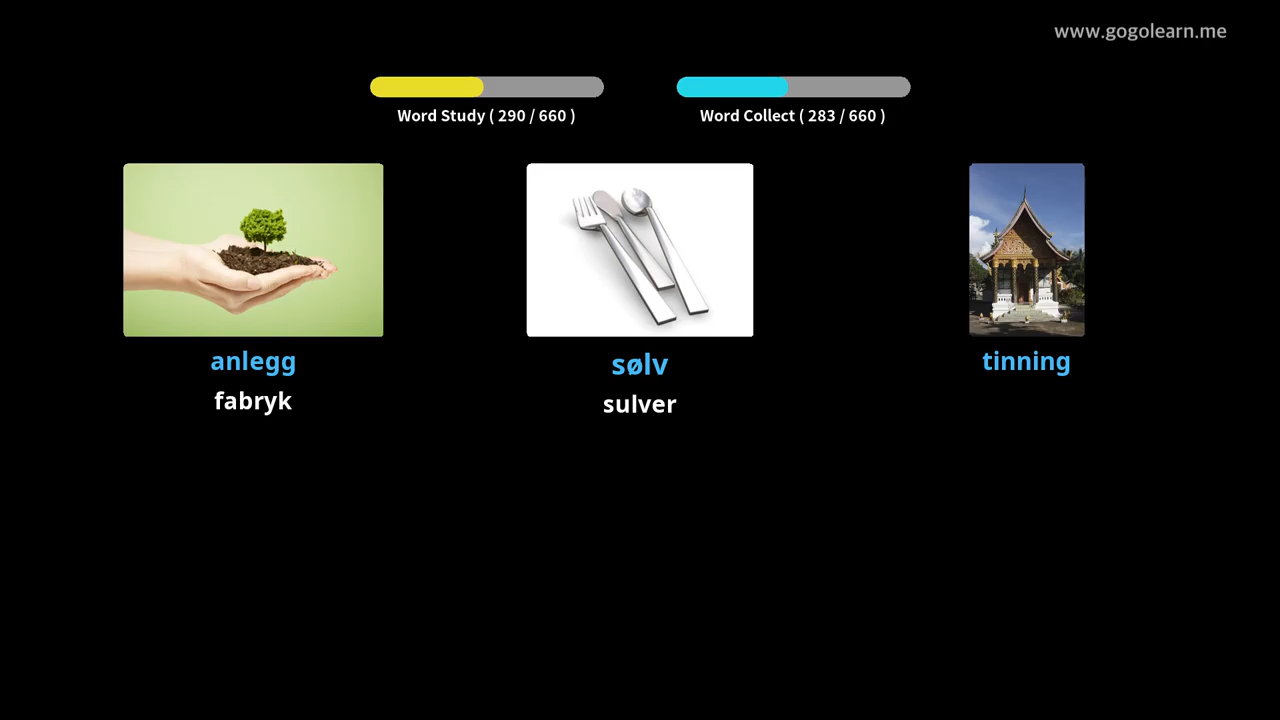 www.gogolearn.me
Word Study ( 290 / 660 )
Word Collect ( 283 / 660 )
anlegg
fabryk
sølv
sulver
tinning